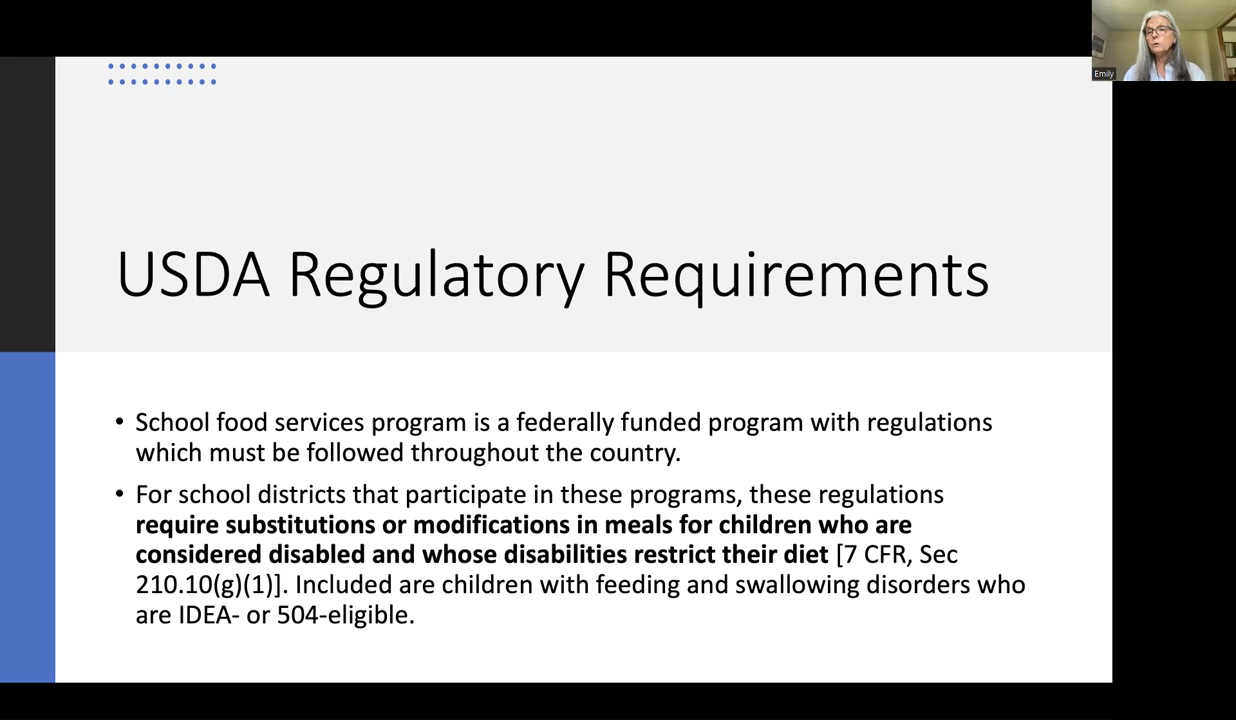 Emily
USDA Regulatory Requirements
• School food services program is a federally funded program with regulations
which must be followed throughout the country.
• For school districts that participate in these programs, these regulations
require substitutions or modifications in meals for children who are
considered disabled and whose disabilities restrict their diet [7 CFR, Sec
210.10(g)(1)]. Included are children with feeding and swallowing disorders who
are IDEA- or 504-eligible.